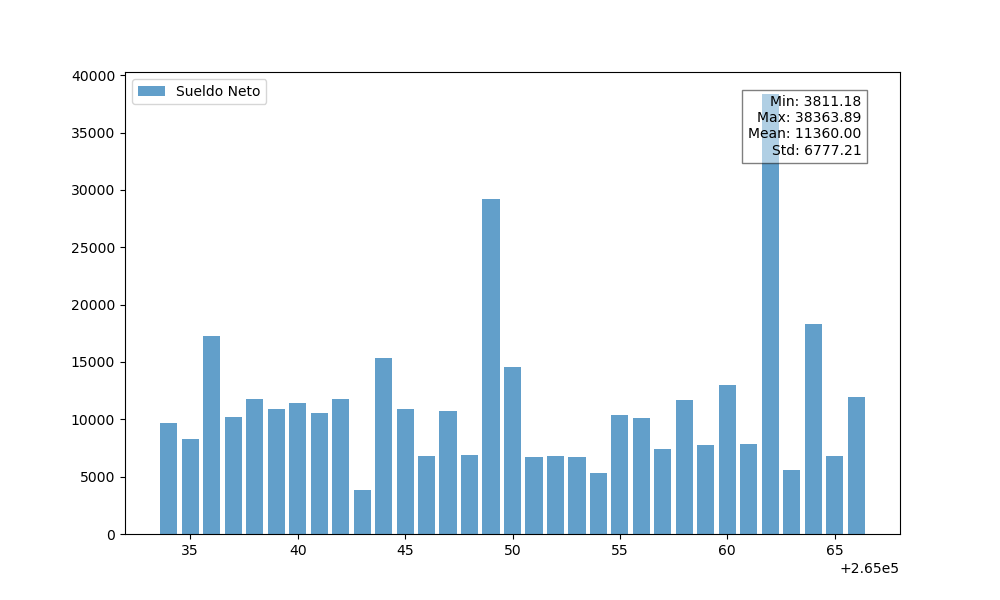 40000
35000
30000
25000
20000
15000
10000
5000
0
Sueldo Neto
Min: 3811.18
Max: 38363.89
Mean: 11360.00
Std: 6777.21
35 40 45 50 55 60 65
+2.65e5